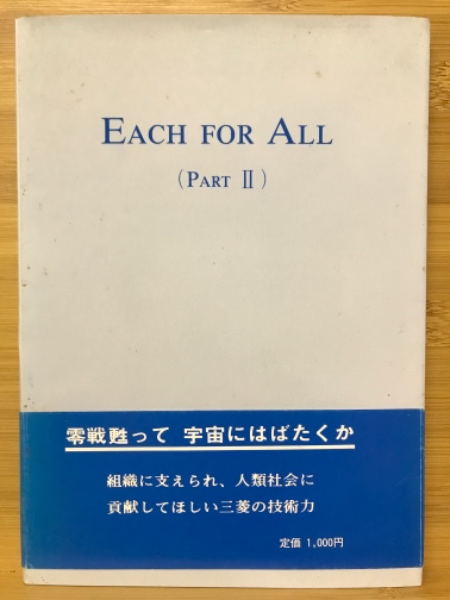 EACH FOR ALL
(PART Ⅱ)
零戦甦って 宇宙にはばたくか
組織に支えられ、人類社会に
貢献してほしい三菱の技術力
定価 1,000円